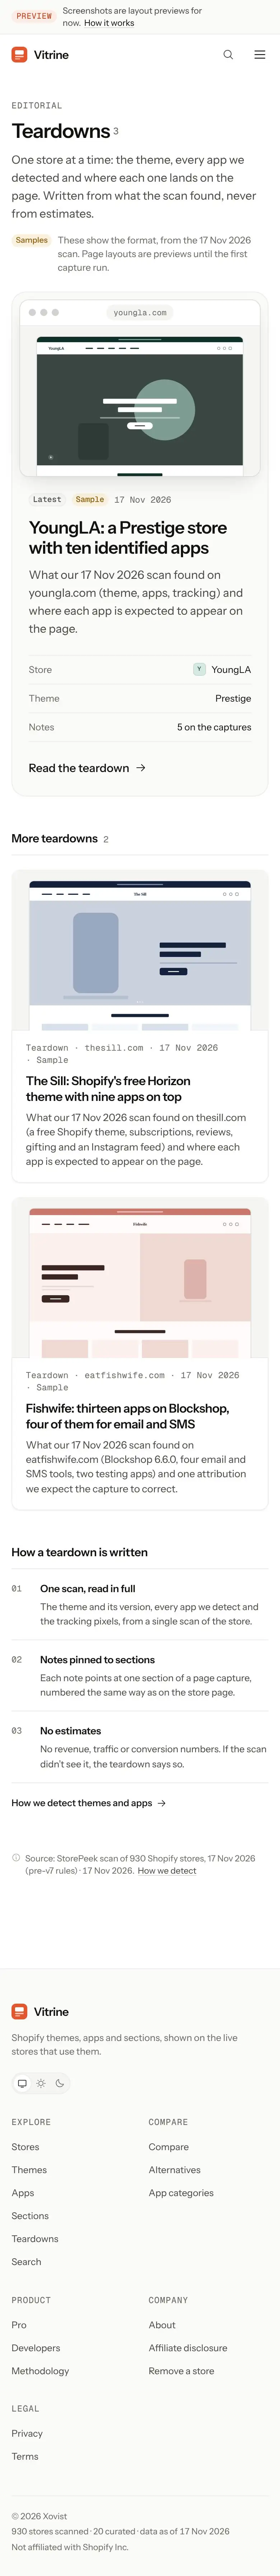 PREVIEW
Screenshots are layout previews for
now. How it works
Vitrine
EDITORIAL
Teardowns 3
One store at a time: the theme, every app we
detected and where each one lands on the
page. Written from what the scan found, never
from estimates.
Samples
These show the format, from the 17 Nov 2026
scan. Page layouts are previews until the first
capture run.
youngla.com
YoungLA
Latest Sample 17 Nov 2026
YoungLA: a Prestige store
with ten identified apps
What our 17 Nov 2026 scan found on
youngla.com (theme, apps, tracking) and
where each app is expected to appear on
the page.
Store Y YoungLA
Theme Prestige
Notes 5 on the captures
Read the teardown →
More teardowns 2
The Sill
Teardown · thesill.com · 17 Nov 2026
· Sample
The Sill: Shopify's free Horizon
theme with nine apps on top
What our 17 Nov 2026 scan found on thesill.com
(a free Shopify theme, subscriptions, reviews,
gifting and an Instagram feed) and where each
app is expected to appear on the page.
Fishwife
Teardown · eatfishwife.com · 17 Nov 2026
· Sample
Fishwife: thirteen apps on Blockshop,
four of them for email and SMS
What our 17 Nov 2026 scan found on
eatfishwife.com (Blockshop 6.6.0, four email and
SMS tools, two testing apps) and one attribution
we expect the capture to correct.
How a teardown is written
01 One scan, read in full
The theme and its version, every app we detect and
the tracking pixels, from a single scan of the store.
02 Notes pinned to sections
Each note points at one section of a page capture,
numbered the same way as on the store page.
03 No estimates
No revenue, traffic or conversion numbers. If the scan
didn't see it, the teardown says so.
How we detect themes and apps →
Source: StorePeek scan of 930 Shopify stores, 17 Nov 2026
(pre-v7 rules) · 17 Nov 2026. How we detect
Vitrine
Shopify themes, apps and sections, shown on the live
stores that use them.
EXPLORE
Stores
Themes
Apps
Sections
Teardowns
Search
COMPARE
Compare
Alternatives
App categories
PRODUCT
Pro
Developers
Methodology
COMPANY
About
Affiliate disclosure
Remove a store
LEGAL
Privacy
Terms
© 2026 Xovist
930 stores scanned · 20 curated · data as of 17 Nov 2026
Not affiliated with Shopify Inc.